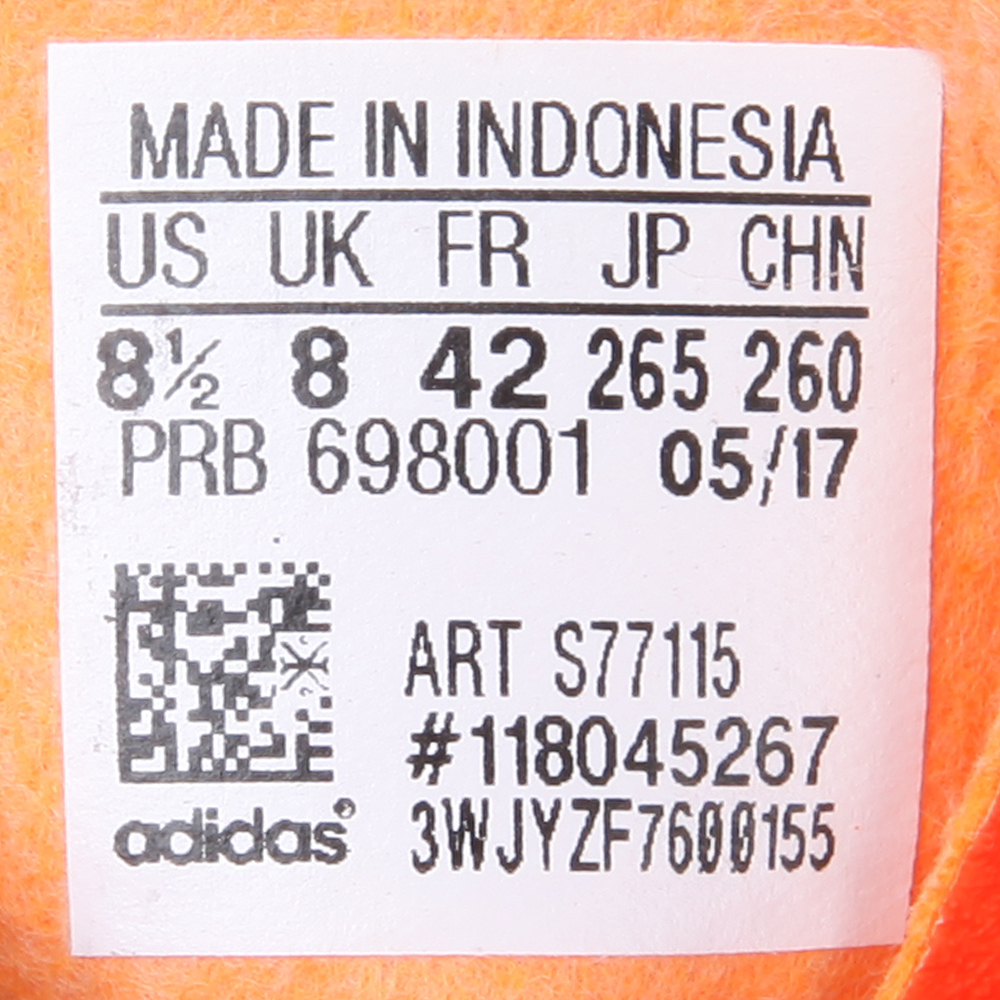 MADE IN INDONESIA
US UK FR JP CHN
8½ 8 42 265 260
PRB 698001 05/17
ART S77115
#118045267
adidas® 3WJYZF7600155